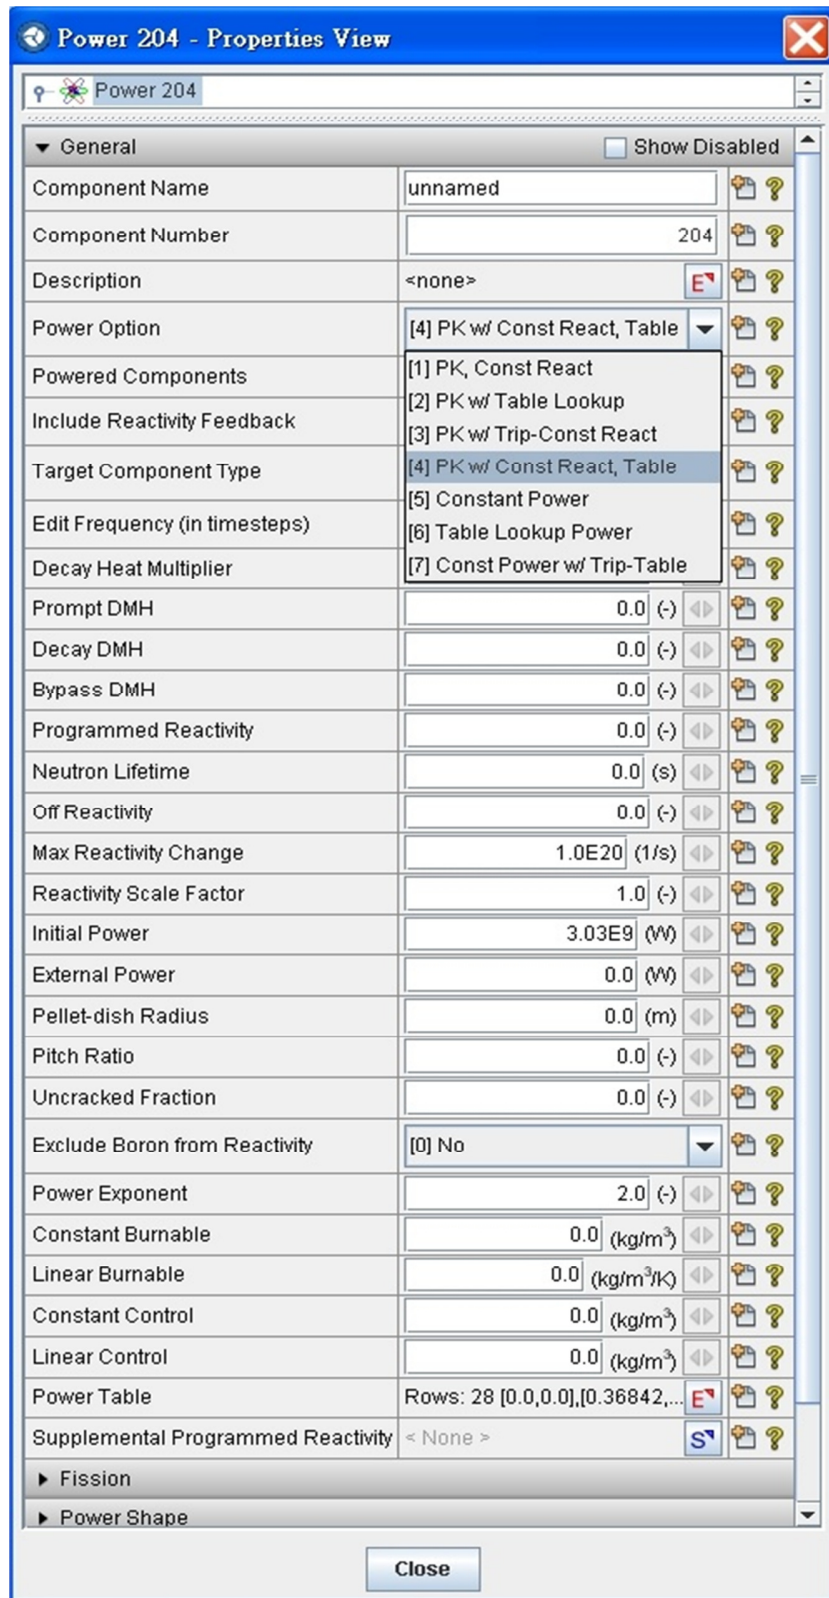 Power 204 - Properties View
Power 204
General Show Disabled
Component Name unnamed
Component Number 204
Description <none> E
Power Option [4] PK w/ Const React, Table
Powered Components
[1] PK, Const React
[2] PK w/ Table Lookup
Include Reactivity Feedback
[3] PK w/ Trip-Const React
Target Component Type
[4] PK w/ Const React, Table
[5] Constant Power
Edit Frequency (in timesteps)
[6] Table Lookup Power
Decay Heat Multiplier
[7] Const Power w/ Trip-Table
Prompt DMH 0.0 (-)
Decay DMH 0.0 (-)
Bypass DMH 0.0 (-)
Programmed Reactivity 0.0 (-)
Neutron Lifetime 0.0 (s)
Off Reactivity 0.0 (-)
Max Reactivity Change 1.0E20 (1/s)
Reactivity Scale Factor 1.0 (-)
Initial Power 3.03E9 (W)
External Power 0.0 (W)
Pellet-dish Radius 0.0 (m)
Pitch Ratio 0.0 (-)
Uncracked Fraction 0.0 (-)
Exclude Boron from Reactivity [0] No
Power Exponent 2.0 (-)
Constant Burnable 0.0 (kg/m³)
Linear Burnable 0.0 (kg/m³/K)
Constant Control 0.0 (kg/m³)
Linear Control 0.0 (kg/m³)
Power Table Rows: 28 [0.0,0.0],[0.36842,... E
Supplemental Programmed Reactivity < None > S
Fission
Power Shape
Close